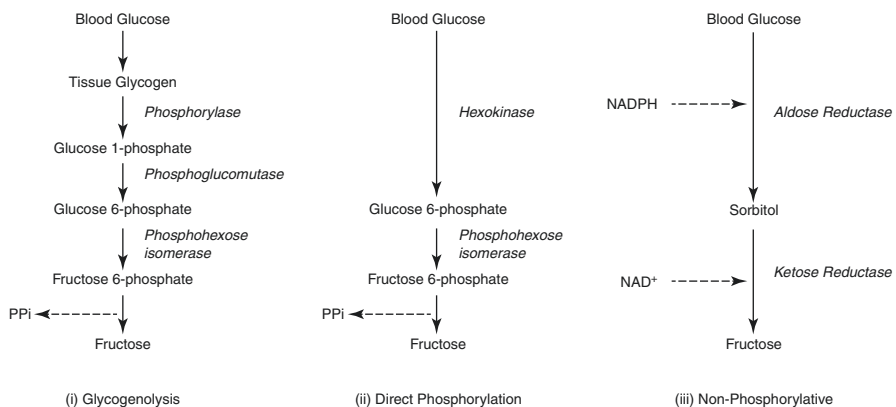 Blood Glucose
Tissue Glycogen
Phosphorylase
Glucose 1-phosphate
Phosphoglucomutase
Glucose 6-phosphate
Phosphohexose
isomerase
Fructose 6-phosphate
PPi
Fructose
(i) Glycogenolysis
Blood Glucose
Hexokinase
Glucose 6-phosphate
Phosphohexose
isomerase
Fructose 6-phosphate
PPi
Fructose
(ii) Direct Phosphorylation
Blood Glucose
NADPH
Aldose Reductase
Sorbitol
Ketose Reductase
NAD⁺
Fructose
(iii) Non-Phosphorylative